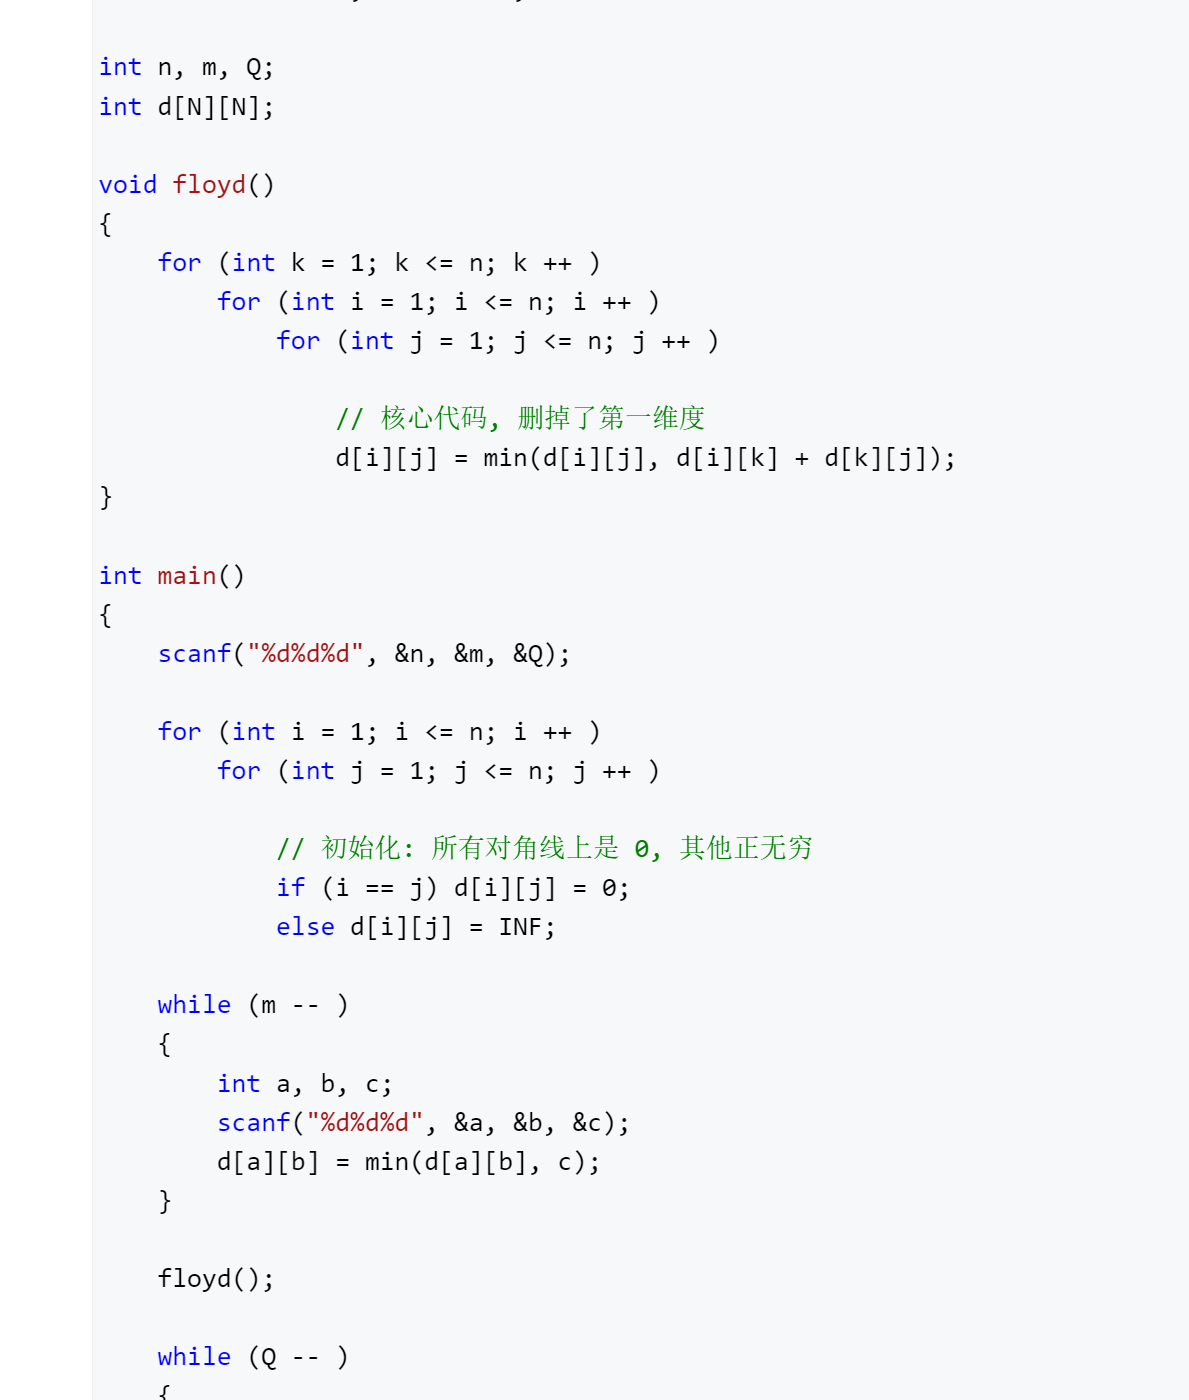 int n, m, Q;
int d[N][N];
void floyd()
{
for (int k = 1; k <= n; k ++ )
for (int i = 1; i <= n; i ++ )
for (int j = 1; j <= n; j ++ )
// 核心代码, 删掉了第一维度
d[i][j] = min(d[i][j], d[i][k] + d[k][j]);
}
int main()
{
scanf("%d%d%d", &n, &m, &Q);
for (int i = 1; i <= n; i ++ )
for (int j = 1; j <= n; j ++ )
// 初始化: 所有对角线上是 0, 其他正无穷
if (i == j) d[i][j] = 0;
else d[i][j] = INF;
while (m -- )
{
int a, b, c;
scanf("%d%d%d", &a, &b, &c);
d[a][b] = min(d[a][b], c);
}
floyd();
while (Q -- )
{